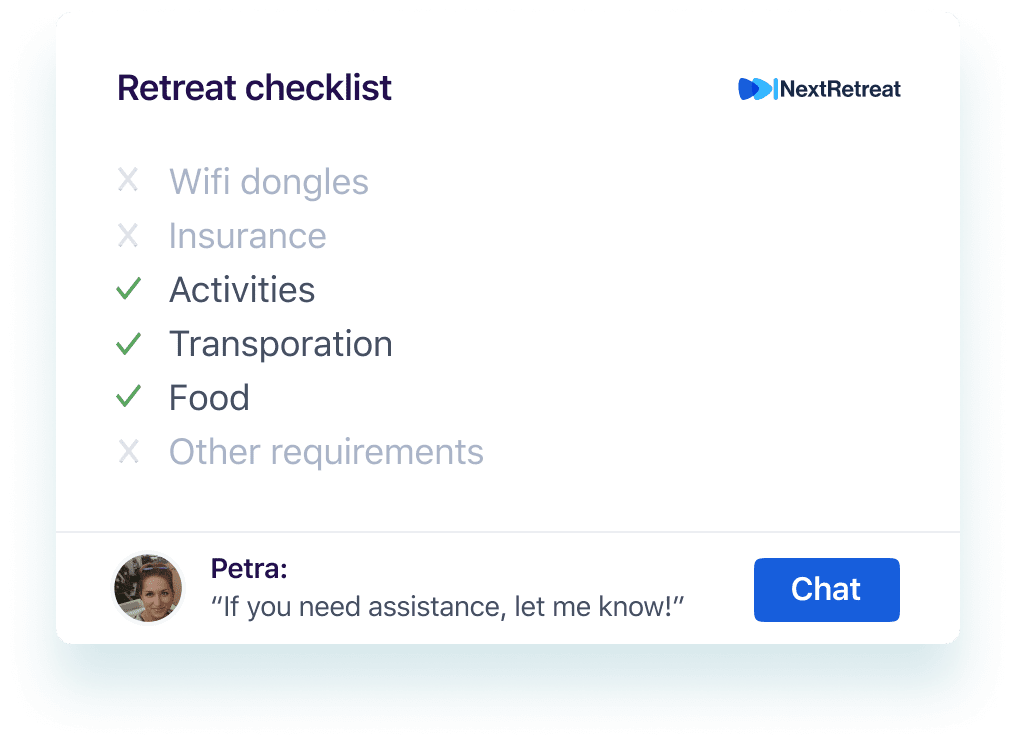 Retreat checklist
NextRetreat
Wifi dongles
Insurance
Activities
Transporation
Food
Other requirements
Petra:
“If you need assistance, let me know!”
Chat